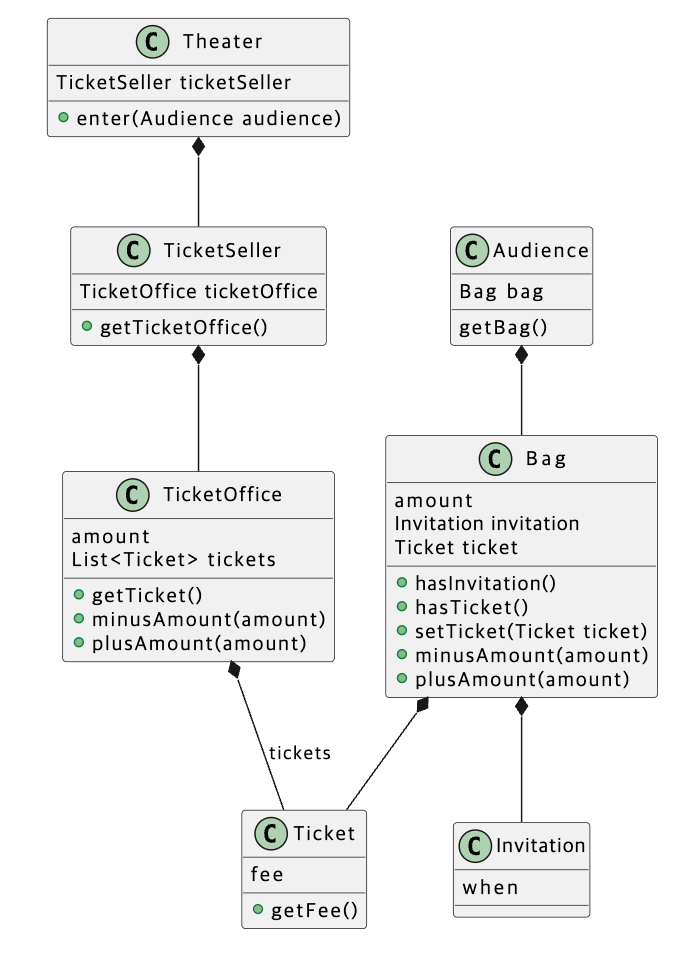 C Theater
TicketSeller ticketSeller
enter(Audience audience)
C TicketSeller
TicketOffice ticketOffice
getTicketOffice()
C Audience
Bag bag
getBag()
C TicketOffice
amount
List<Ticket> tickets
getTicket()
minusAmount(amount)
plusAmount(amount)
C Bag
amount
Invitation invitation
Ticket ticket
hasInvitation()
hasTicket()
setTicket(Ticket ticket)
minusAmount(amount)
plusAmount(amount)
tickets
C Ticket
fee
getFee()
C Invitation
when